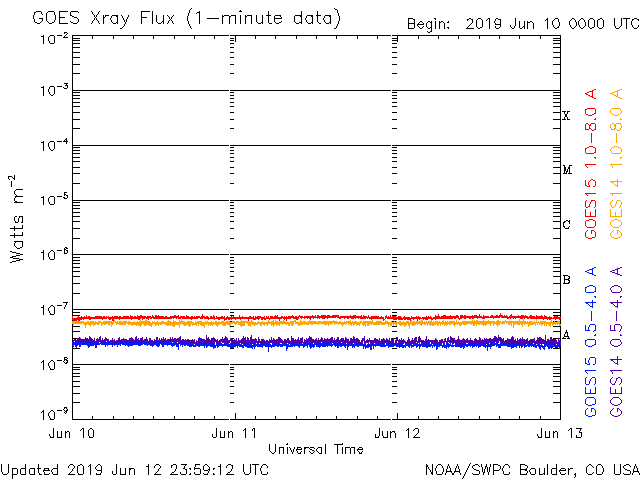 GOES Xray Flux (1-minute data)
Begin: 2019 Jun 10 0000 UTC
10⁻²
10⁻³
10⁻⁴
10⁻⁵
10⁻⁶
10⁻⁷
10⁻⁸
10⁻⁹
Watts m⁻²
X
M
C
B
A
GOES15 1.0-8.0 A
GOES14 1.0-8.0 A
GOES15 0.5-4.0 A
GOES14 0.5-4.0 A
Jun 10 Jun 11 Jun 12 Jun 13
Universal Time
Updated 2019 Jun 12 23:59:12 UTC
NOAA/SWPC Boulder, CO USA